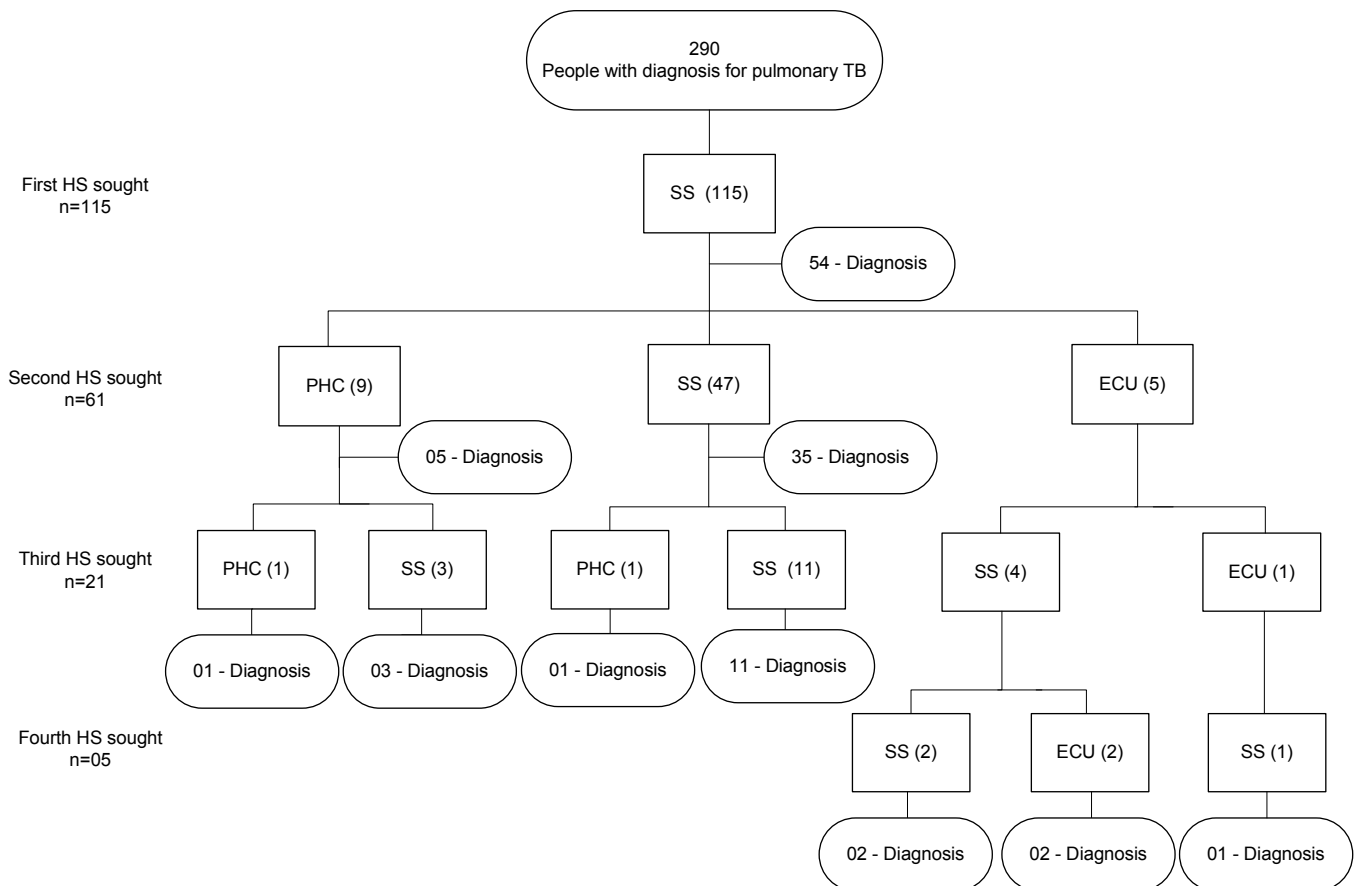 290
People with diagnosis for pulmonary TB
First HS sought
n=115
SS (115)
54 - Diagnosis
Second HS sought
n=61
PHC (9)
SS (47)
ECU (5)
05 - Diagnosis
35 - Diagnosis
Third HS sought
n=21
PHC (1)
SS (3)
PHC (1)
SS (11)
SS (4)
ECU (1)
01 - Diagnosis
03 - Diagnosis
01 - Diagnosis
11 - Diagnosis
Fourth HS sought
n=05
SS (2)
ECU (2)
SS (1)
02 - Diagnosis
02 - Diagnosis
01 - Diagnosis